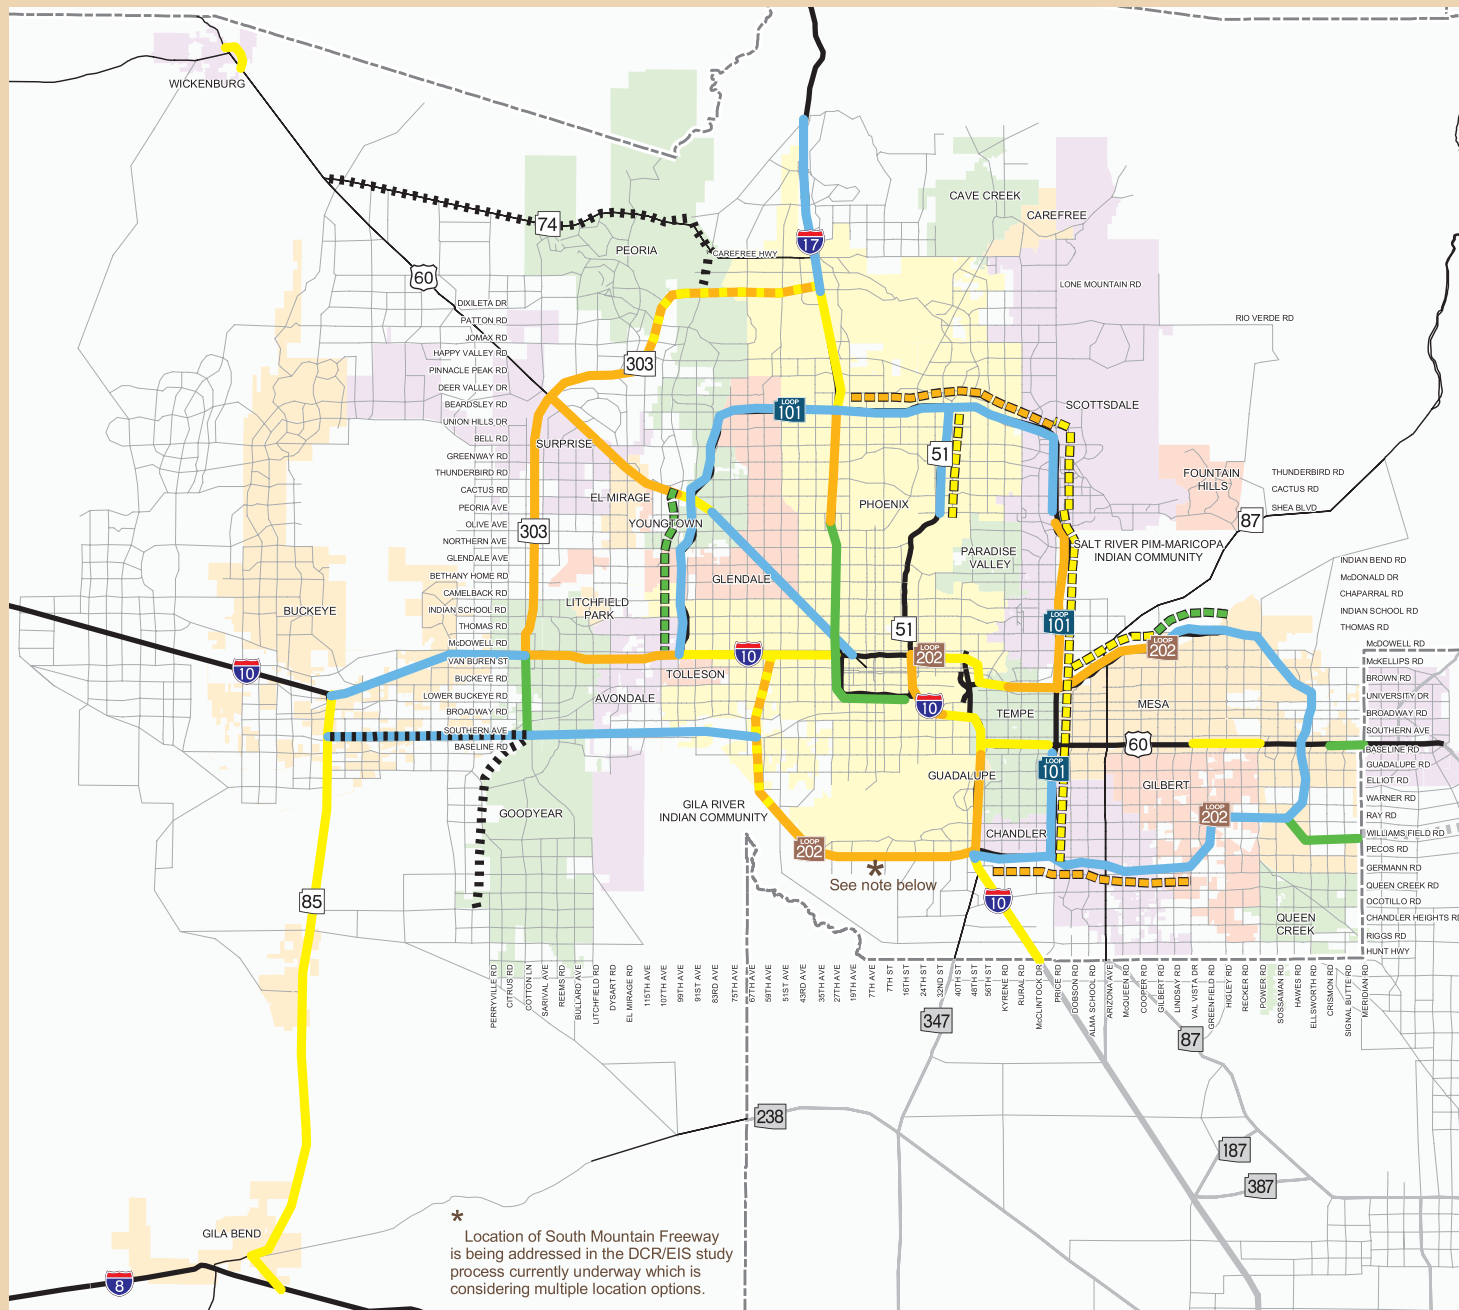 WICKENBURG
74
PEORIA
CAREFREE HWY
17
CAVE CREEK
CAREFREE
60
LONE MOUNTAIN RD
RIO VERDE RD
DIXILETA DR
PATTON RD
JOMAX RD
HAPPY VALLEY RD
PINNACLE PEAK RD
DEER VALLEY DR
BEARDSLEY RD
UNION HILLS DR
BELL RD
GREENWAY RD
THUNDERBIRD RD
CACTUS RD
PEORIA AVE
OLIVE AVE
NORTHERN AVE
GLENDALE AVE
BETHANY HOME RD
CAMELBACK RD
INDIAN SCHOOL RD
THOMAS RD
McDOWELL RD
VAN BUREN ST
BUCKEYE RD
LOWER BUCKEYE RD
BROADWAY RD
SOUTHERN AVE
BASELINE RD
303
LOOP
101
SCOTTSDALE
SURPRISE
51
EL MIRAGE
YOUNGTOWN
PHOENIX
FOUNTAIN
HILLS
THUNDERBIRD RD
CACTUS RD
SHEA BLVD
87
303
PARADISE
VALLEY
SALT RIVER PIM-MARICOPA
INDIAN COMMUNITY
GLENDALE
BUCKEYE
LITCHFIELD
PARK
INDIAN BEND RD
McDONALD DR
CHAPARRAL RD
INDIAN SCHOOL RD
THOMAS RD
McDOWELL RD
McKELLIPS RD
BROWN RD
UNIVERSITY DR
BROADWAY RD
SOUTHERN AVE
BASELINE RD
GUADALUPE RD
ELLIOT RD
WARNER RD
RAY RD
WILLIAMS FIELD RD
PECOS RD
GERMANN RD
QUEEN CREEK RD
OCOTILLO RD
CHANDLER HEIGHTS RD
RIGGS RD
HUNT HWY
51
LOOP
101
LOOP
202
LOOP
202
10
10
TOLLESON
AVONDALE
10
TEMPE
MESA
60
GUADALUPE
LOOP
101
GILBERT
GOODYEAR
GILA RIVER
INDIAN COMMUNITY
CHANDLER
LOOP
202
LOOP
202
*
See note below
85
10
QUEEN
CREEK
PERRYVILLE RD
CITRUS RD
COTTON LN
SARIVAL AVE
REEMS RD
BULLARD AVE
LITCHFIELD RD
DYSART RD
EL MIRAGE RD
115TH AVE
107TH AVE
99TH AVE
91ST AVE
83RD AVE
75TH AVE
67TH AVE
59TH AVE
51ST AVE
43RD AVE
35TH AVE
27TH AVE
19TH AVE
7TH AVE
7TH ST
16TH ST
24TH ST
32ND ST
40TH ST
48TH ST
56TH ST
KYRENE RD
RURAL RD
McCLINTOCK DR
PRICE RD
DOBSON RD
ALMA SCHOOL RD
ARIZONA AVE
McQUEEN RD
COOPER RD
GILBERT RD
LINDSAY RD
VAL VISTA DR
GREENFIELD RD
HIGLEY RD
RECKER RD
POWER RD
SOSSAMAN RD
HAWES RD
ELLSWORTH RD
CRISMON RD
SIGNAL BUTTE RD
MERIDIAN RD
347
87
238
187
387
GILA BEND
8
*
Location of South Mountain Freeway
is being addressed in the DCR/EIS study
process currently underway which is
considering multiple location options.